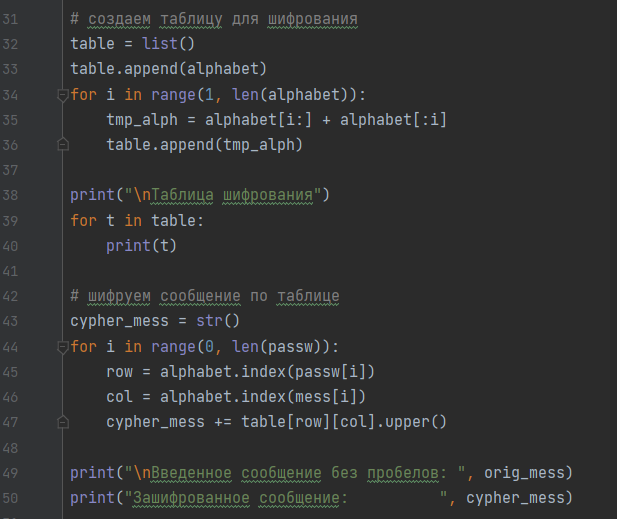 31 # создаем таблицу для шифрования
32 table = list()
33 table.append(alphabet)
34 for i in range(1, len(alphabet)):
35     tmp_alph = alphabet[i:] + alphabet[:i]
36     table.append(tmp_alph)
37
38 print("\nТаблица шифрования")
39 for t in table:
40     print(t)
41
42 # шифруем сообщение по таблице
43 cypher_mess = str()
44 for i in range(0, len(passw)):
45     row = alphabet.index(passw[i])
46     col = alphabet.index(mess[i])
47     cypher_mess += table[row][col].upper()
48
49 print("\nВведенное сообщение без пробелов: ", orig_mess)
50 print("Зашифрованное сообщение:          ", cypher_mess)